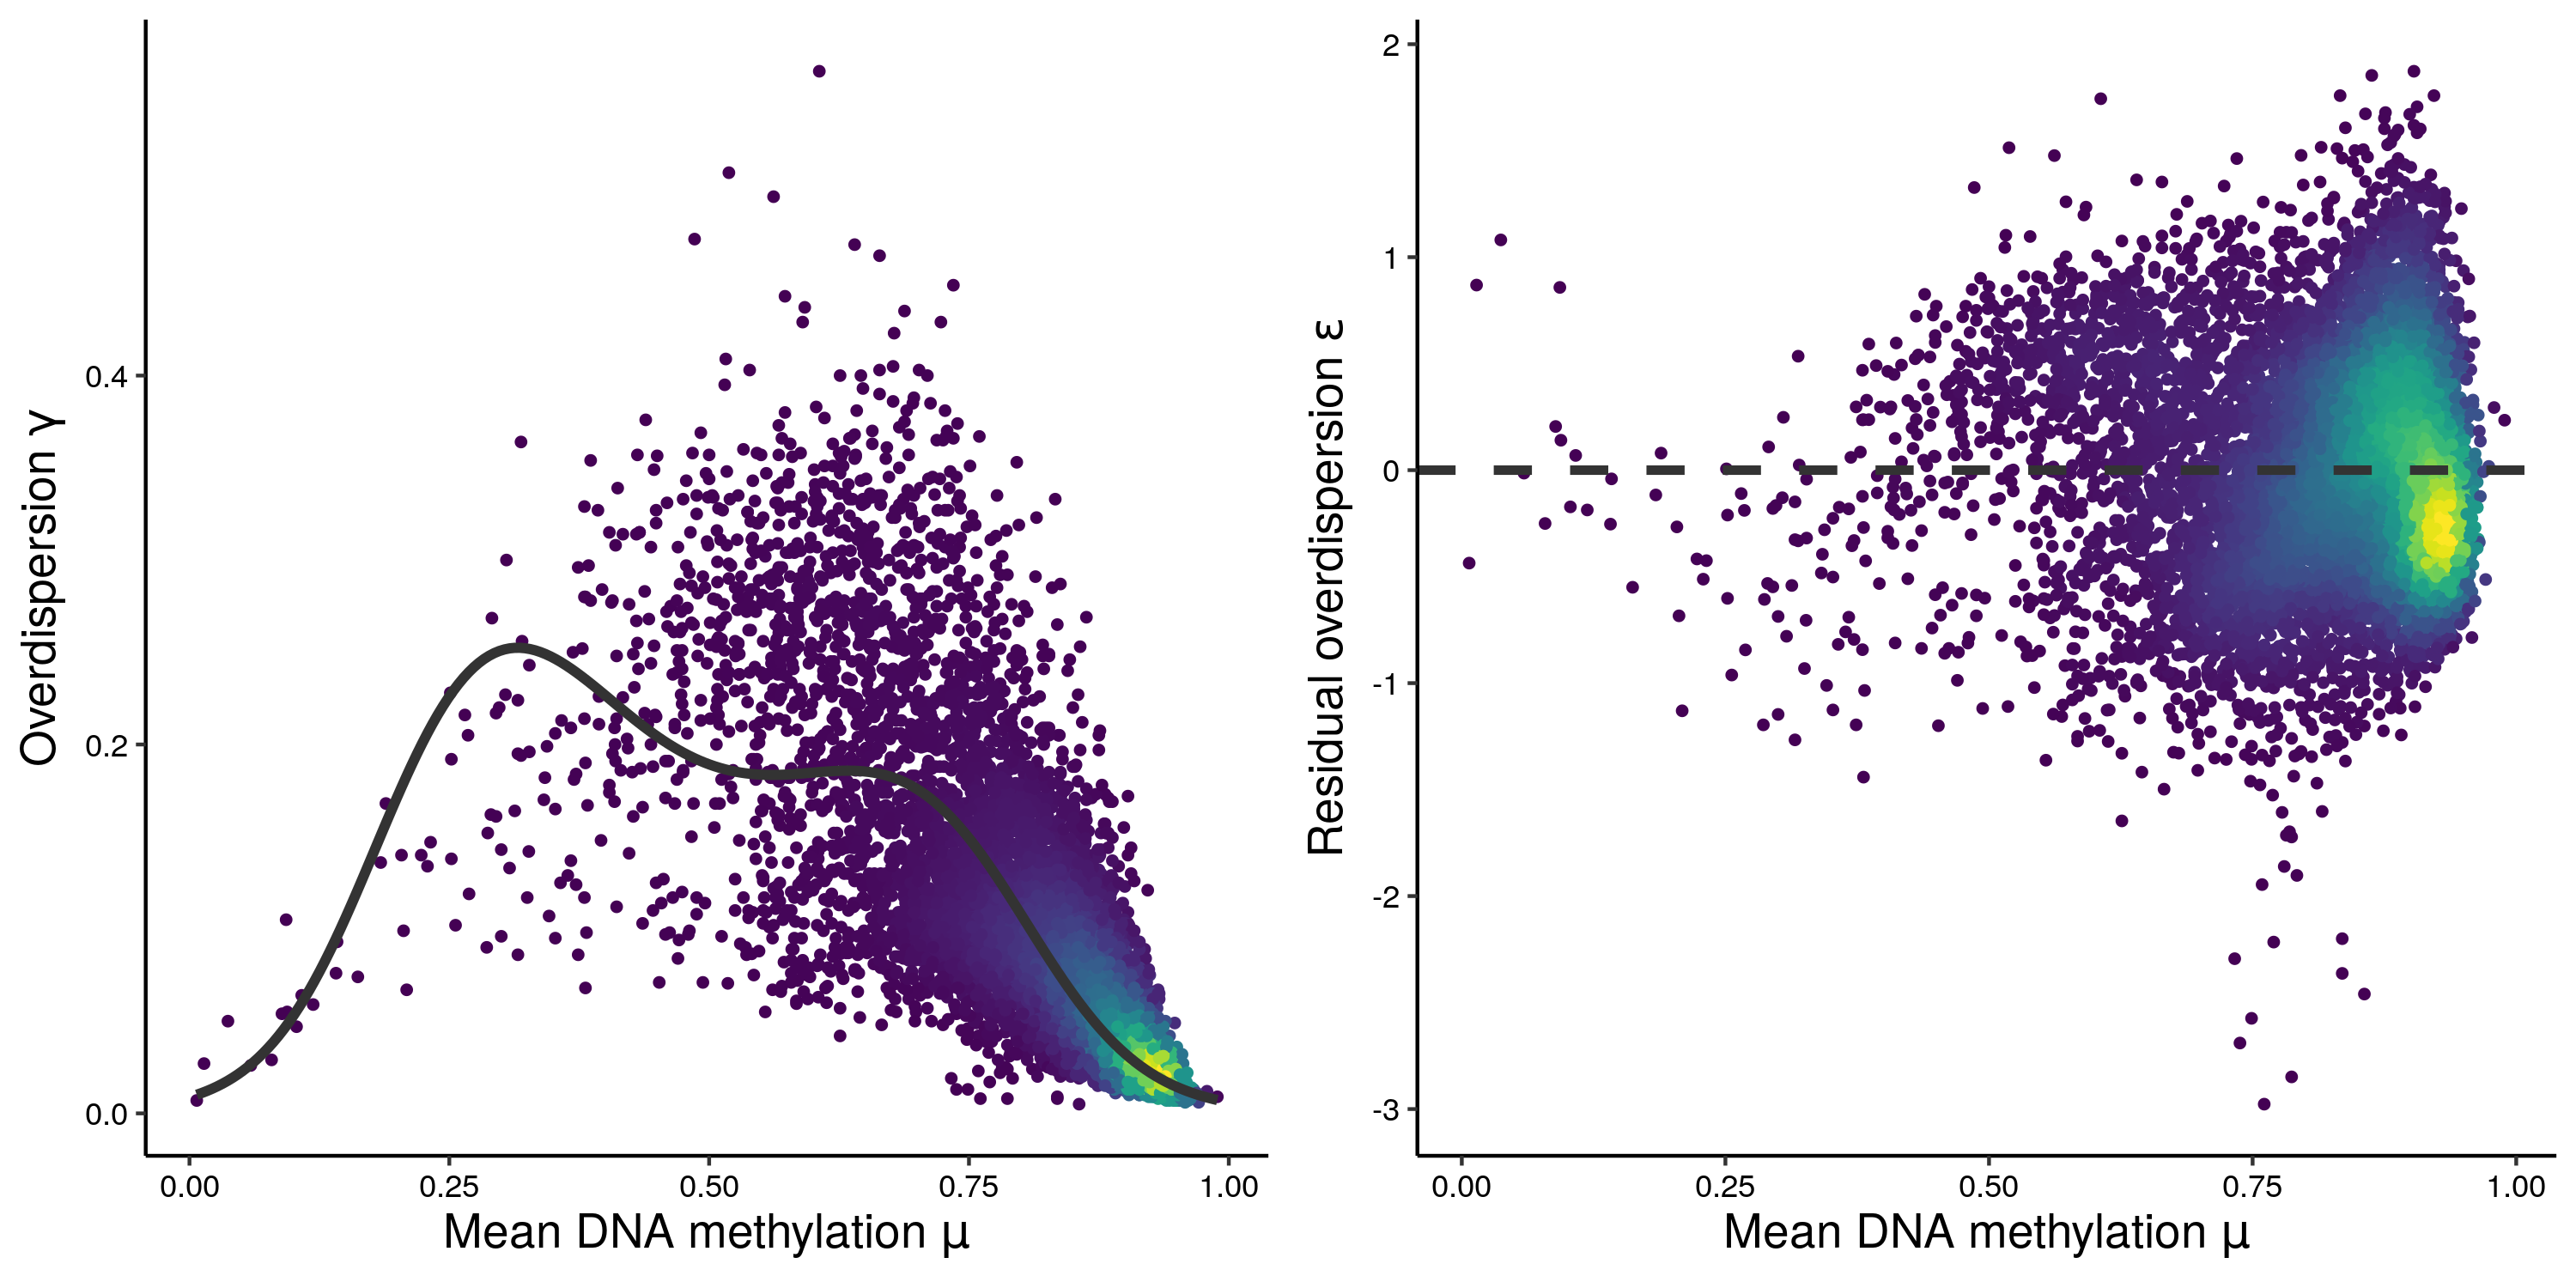 Overdispersion γ
0.4
0.2
0.0
0.00 0.25 0.50 0.75 1.00
Mean DNA methylation μ
Residual overdispersion ε
2
1
0
-1
-2
-3
0.00 0.25 0.50 0.75 1.00
Mean DNA methylation μ